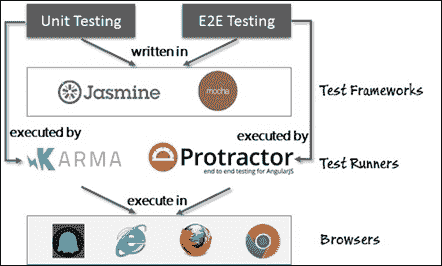 Unit Testing
E2E Testing
written in
Jasmine
mocha
Test Frameworks
executed by
executed by
KARMA
Protractor
end to end testing for AngularJS
Test Runners
execute in
Browsers